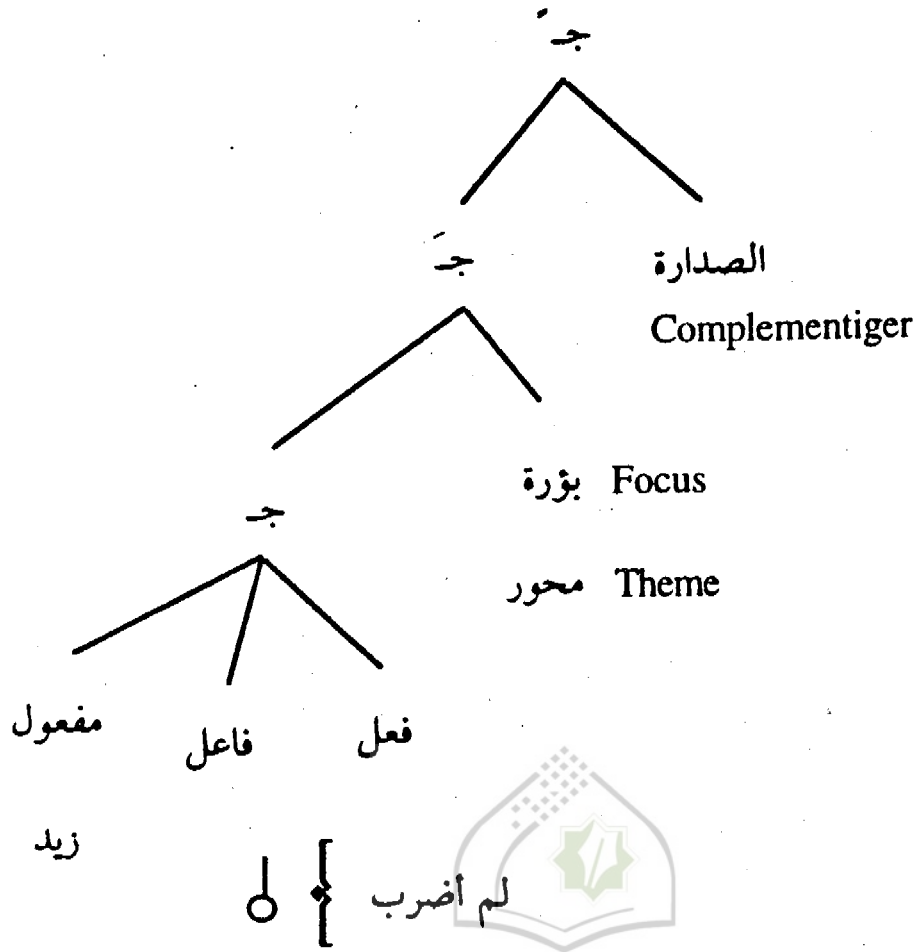 جـً
جـَ
الصدارة
Complementiger
بؤرة Focus
جـ
محور Theme
فعل
فاعل
مفعول
زيد
لم أضرب